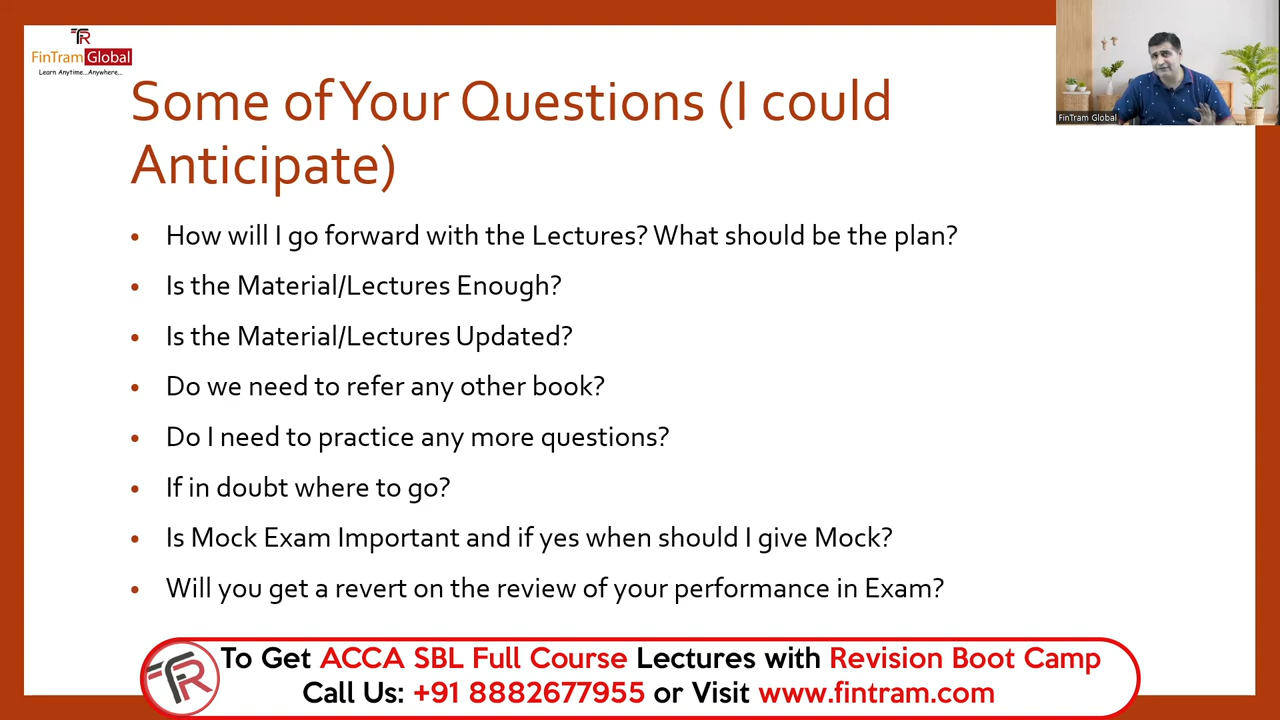 FR
FinTram Global
Learn Anytime...Anywhere...
Some of Your Questions (I could
Anticipate)
FinTram Global
• How will I go forward with the Lectures? What should be the plan?
• Is the Material/Lectures Enough?
• Is the Material/Lectures Updated?
• Do we need to refer any other book?
• Do I need to practice any more questions?
• If in doubt where to go?
• Is Mock Exam Important and if yes when should I give Mock?
• Will you get a revert on the review of your performance in Exam?
To Get ACCA SBL Full Course Lectures with Revision Boot Camp
Call Us: +91 8882677955 or Visit www.fintram.com